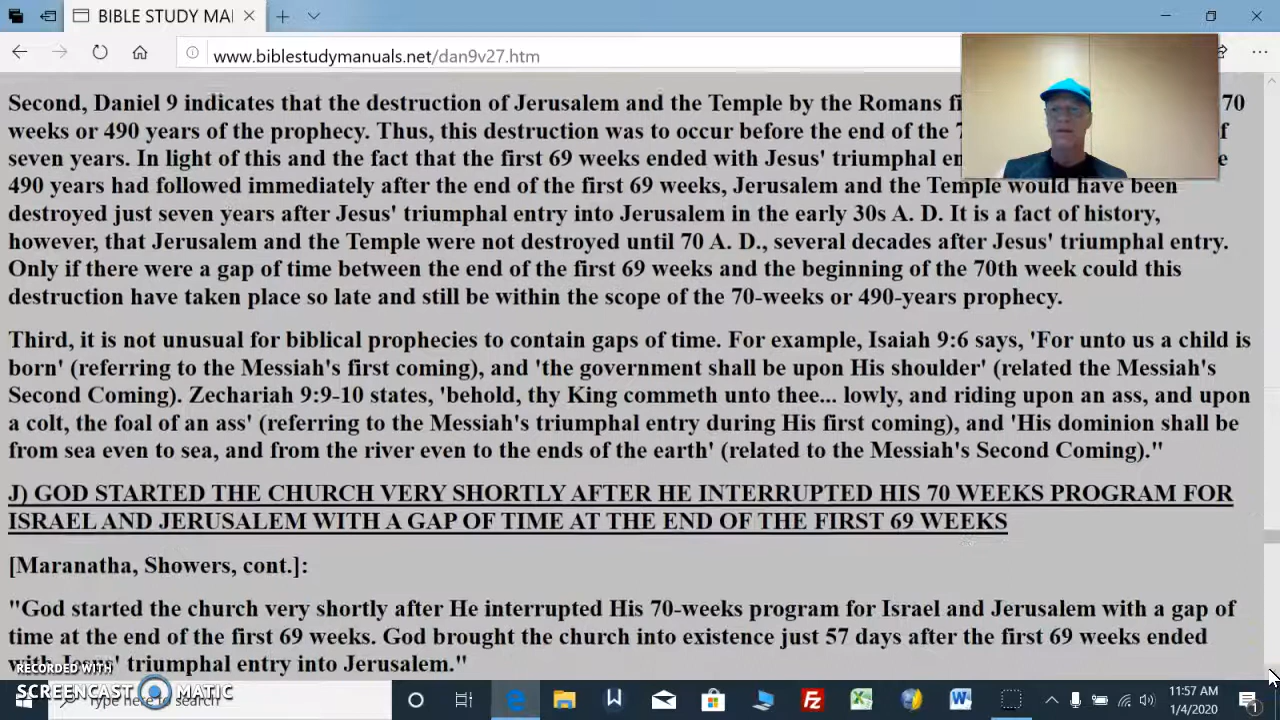 BIBLE STUDY MA
www.biblestudymanuals.net/dan9v27.htm
Second, Daniel 9 indicates that the destruction of Jerusalem and the Temple by the Romans 70
weeks or 490 years of the prophecy. Thus, this destruction was to occur before the end of the
seven years. In light of this and the fact that the first 69 weeks ended with Jesus' triumphal
490 years had followed immediately after the end of the first 69 weeks, Jerusalem and the Temple would have been
destroyed just seven years after Jesus' triumphal entry into Jerusalem in the early 30s A. D. It is a fact of history,
however, that Jerusalem and the Temple were not destroyed until 70 A. D., several decades after Jesus' triumphal entry.
Only if there were a gap of time between the end of the first 69 weeks and the beginning of the 70th week could this
destruction have taken place so late and still be within the scope of the 70-weeks or 490-years prophecy.
Third, it is not unusual for biblical prophecies to contain gaps of time. For example, Isaiah 9:6 says, 'For unto us a child is
born' (referring to the Messiah's first coming), and 'the government shall be upon His shoulder' (related the Messiah's
Second Coming). Zechariah 9:9-10 states, 'behold, thy King commeth unto thee... lowly, and riding upon an ass, and upon
a colt, the foal of an ass' (referring to the Messiah's triumphal entry during His first coming), and 'His dominion shall be
from sea even to sea, and from the river even to the ends of the earth' (related to the Messiah's Second Coming)."
J) GOD STARTED THE CHURCH VERY SHORTLY AFTER HE INTERRUPTED HIS 70 WEEKS PROGRAM FOR
ISRAEL AND JERUSALEM WITH A GAP OF TIME AT THE END OF THE FIRST 69 WEEKS
[Maranatha, Showers, cont.]:
"God started the church very shortly after He interrupted His 70-weeks program for Israel and Jerusalem with a gap of
time at the end of the first 69 weeks. God brought the church into existence just 57 days after the first 69 weeks ended
with Jesus' triumphal entry into Jerusalem."
RECORDED WITH
SCREENCAST MATIC
Type here to search
11:57 AM
1/4/2020
1